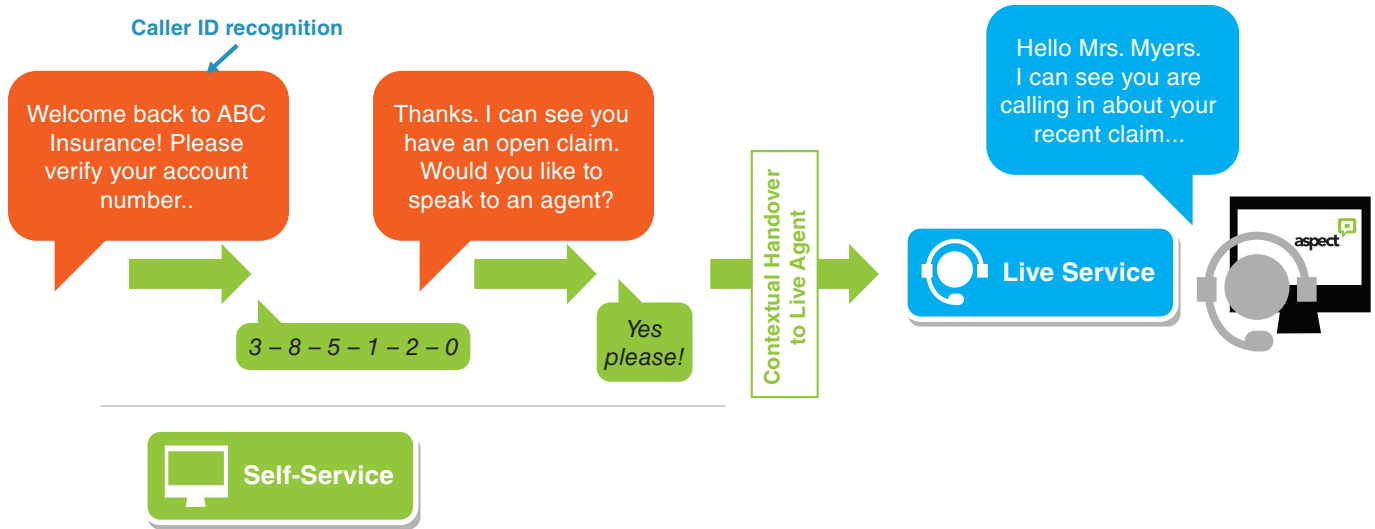 Caller ID recognition
Welcome back to ABC
Insurance! Please
verify your account
number..
3 – 8 – 5 – 1 – 2 – 0
Thanks. I can see you
have an open claim.
Would you like to
speak to an agent?
Yes
please!
Contextual Handover
to Live Agent
Hello Mrs. Myers.
I can see you are
calling in about your
recent claim...
Live Service
aspect
Self-Service